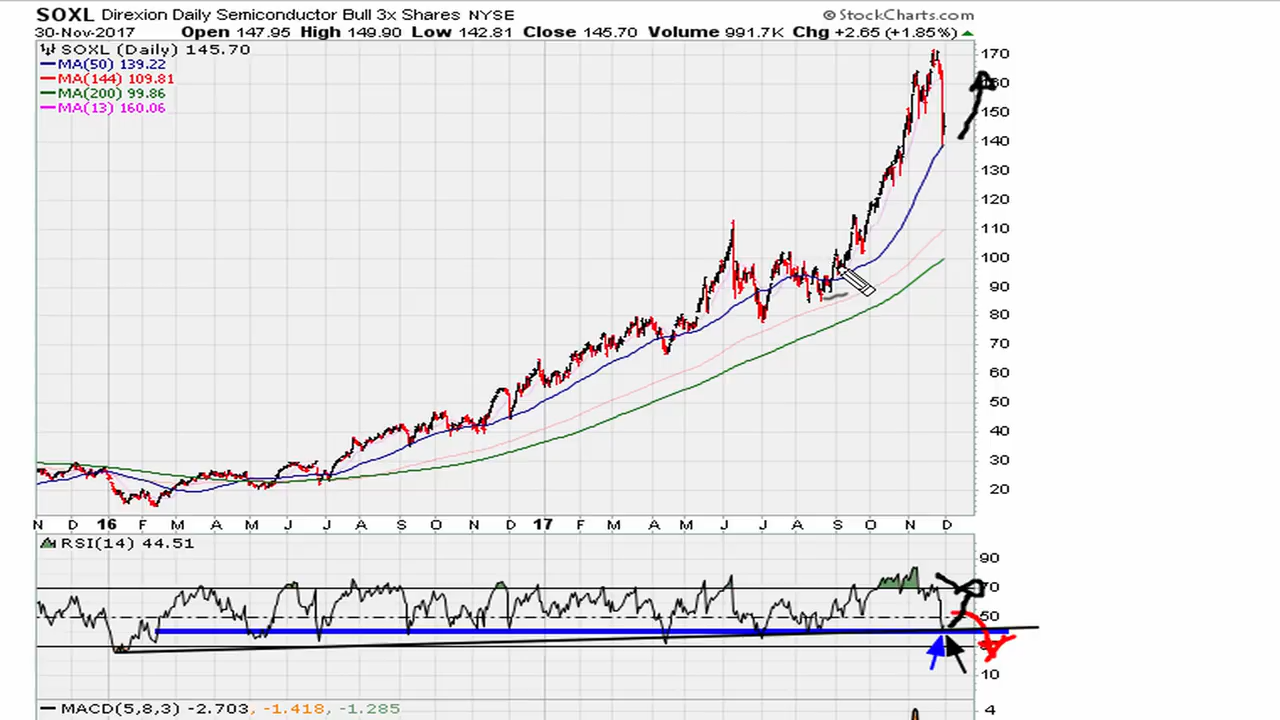 SOXL Direxion Daily Semiconductor Bull 3x Shares NYSE © StockCharts.com
30-Nov-2017 Open 147.95 High 149.90 Low 142.81 Close 145.70 Volume 991.7K Chg +2.65 (+1.85%)
SOXL (Daily) 145.70
MA(50) 139.22
MA(144) 109.81
MA(200) 99.86
MA(13) 160.06
170
160
150
140
130
120
110
100
90
80
70
60
50
40
30
20
N D 16 F M A M J J A S O N D 17 F M A M J J A S O N D
RSI(14) 44.51
90
70
50
10
MACD(5,8,3) -2.703, -1.418, -1.285
4